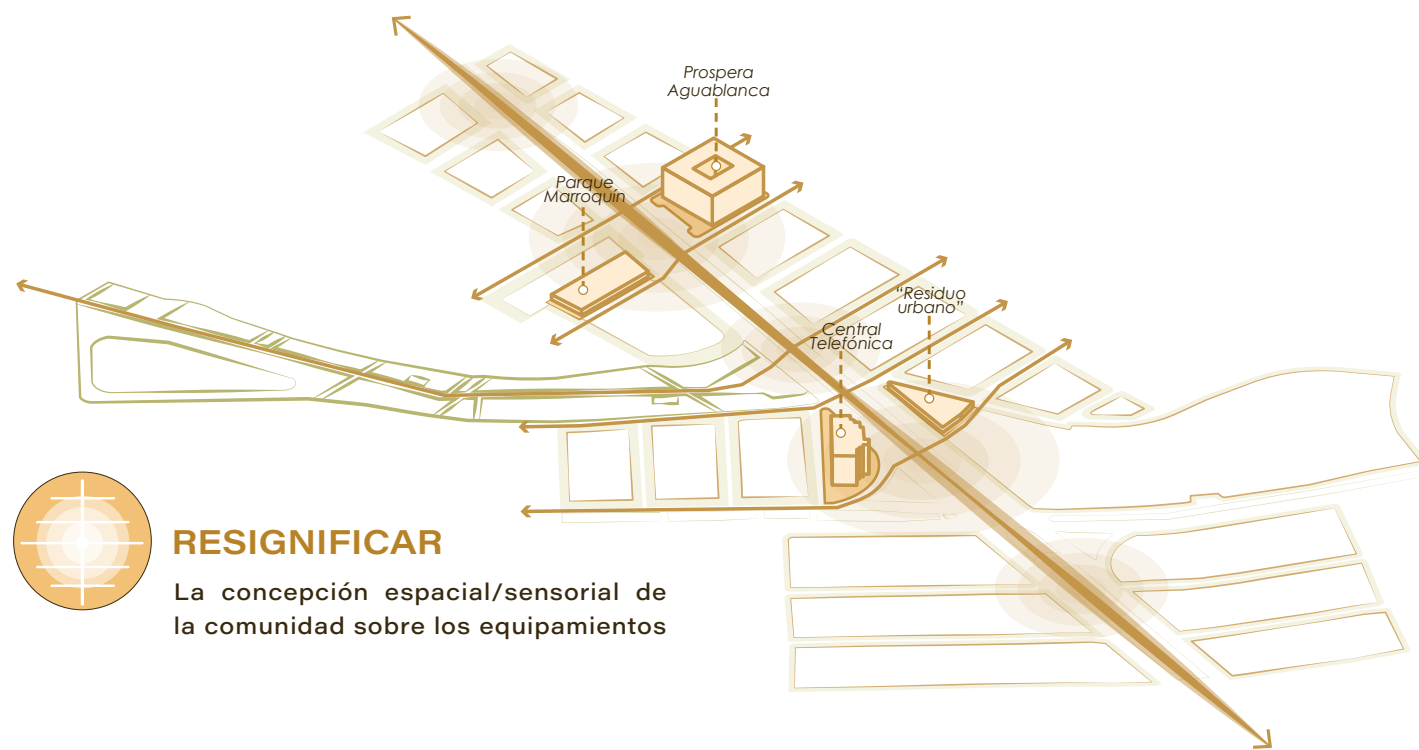 Prospera
Aguablanca
Parque
Marroquín
"Residuo
urbano"
Central
Telefónica
RESIGNIFICAR
La concepción espacial/sensorial de
la comunidad sobre los equipamientos